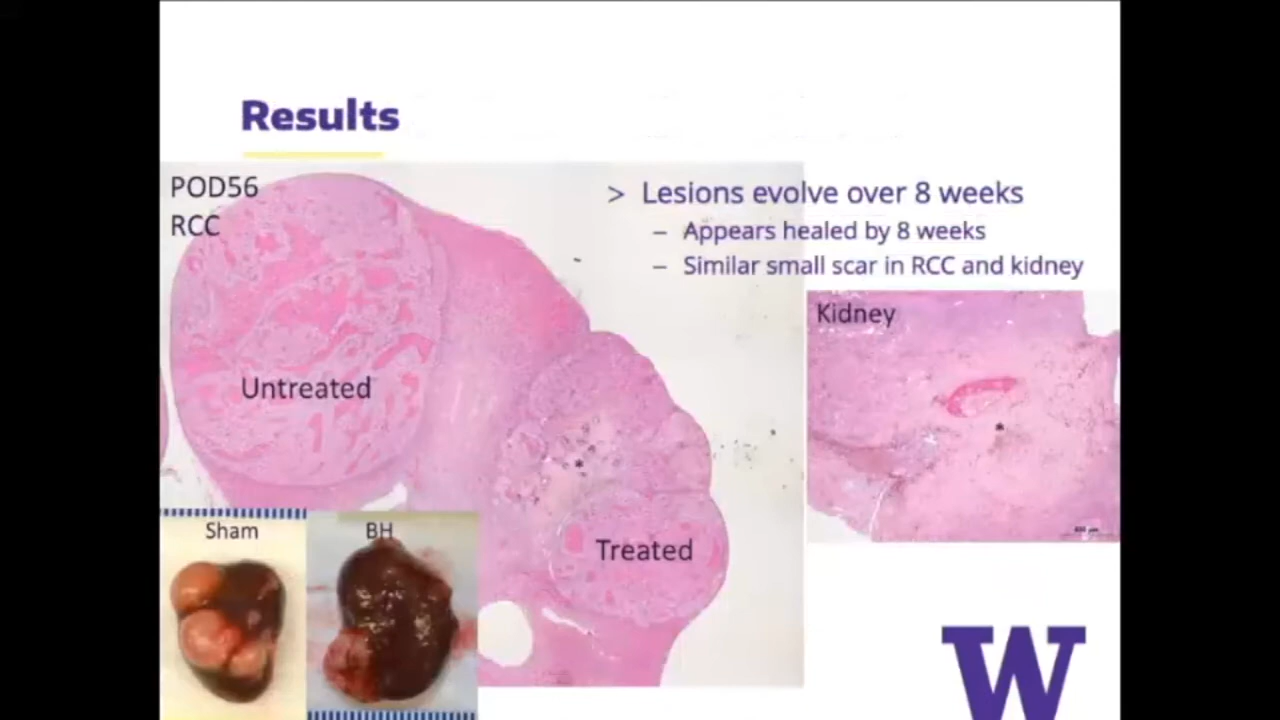 Results
POD56
RCC
> Lesions evolve over 8 weeks
– Appears healed by 8 weeks
– Similar small scar in RCC and kidney
Kidney
Untreated
*
*
Treated
Sham
BH
W